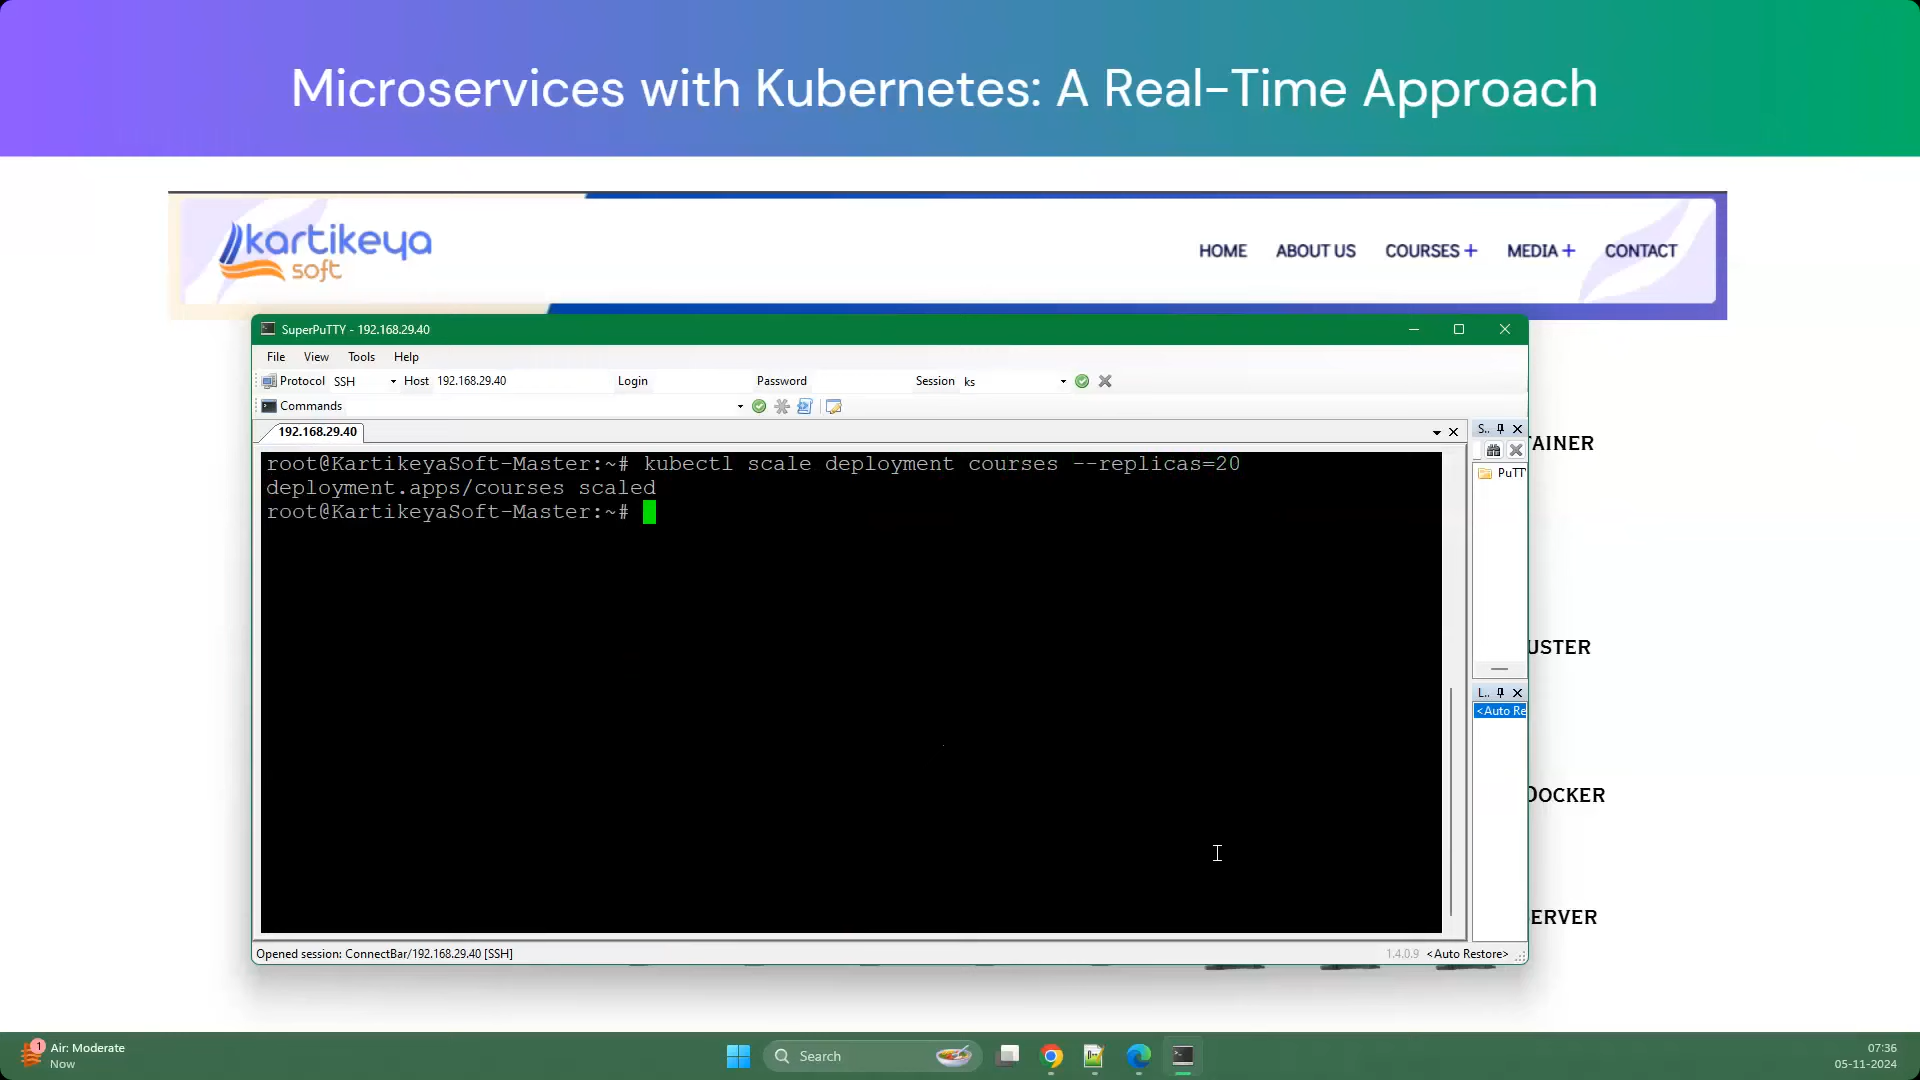 Microservices with Kubernetes: A Real-Time Approach
kartikeya
soft
HOME ABOUT US COURSES + MEDIA + CONTACT
SuperPuTTY - 192.168.29.40
File View Tools Help
Protocol SSH Host 192.168.29.40 Login Password Session ks
Commands
192.168.29.40
S..
PuTT
root@KartikeyaSoft-Master:~# kubectl scale deployment courses --replicas=20
deployment.apps/courses scaled
root@KartikeyaSoft-Master:~#
TAINER
USTER
L..
<Auto Re
DOCKER
ERVER
Opened session: ConnectBar/192.168.29.40 [SSH]
1.4.0.9 <Auto Restore>
1
Air: Moderate
Now
Search
07:36
05-11-2024